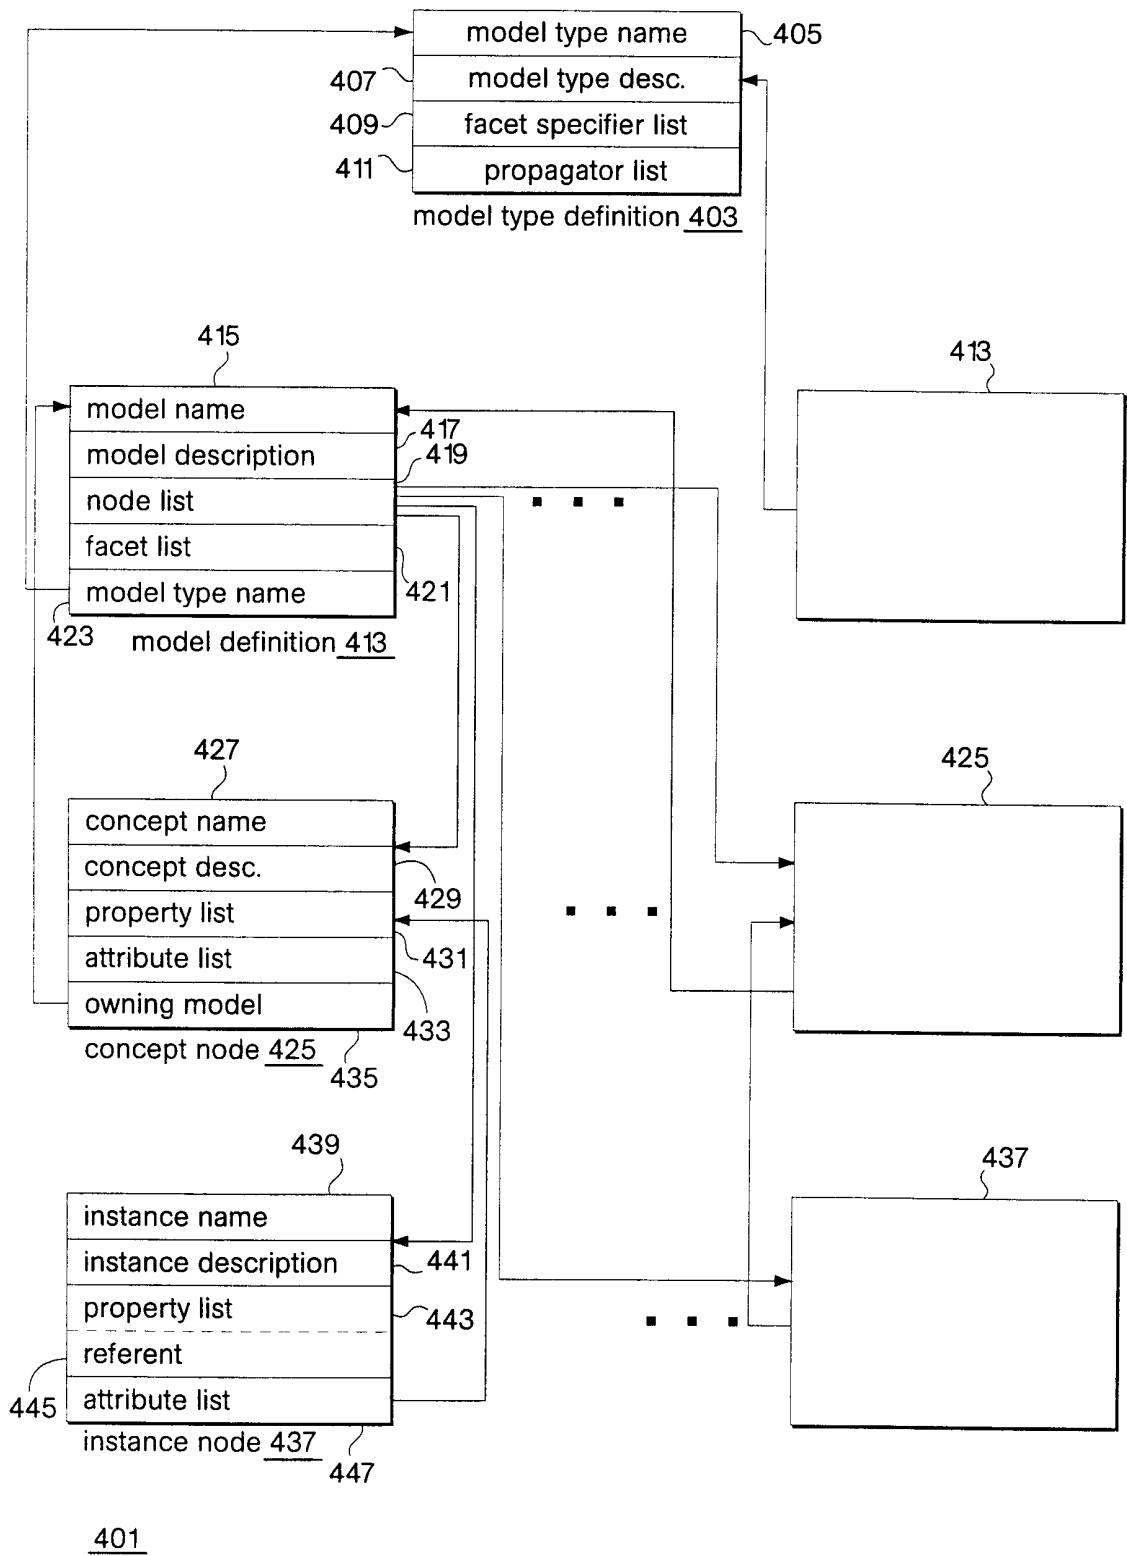 model type name 405
407 model type desc.
409 facet specifier list
411 propagator list
model type definition 403
415
413
model name
417
model description
419
node list
facet list
421
model type name
423
model definition 413
427
425
concept name
concept desc.
429
property list
431
attribute list
433
owning model
concept node 425
435
439
437
instance name
instance description 441
property list 443
referent
445
attribute list
instance node 437
447
401